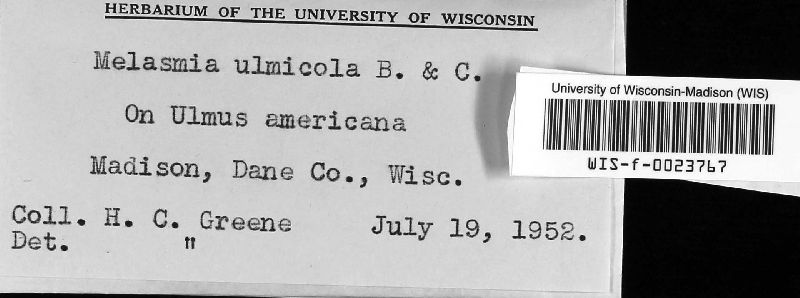 HERBARIUM OF THE UNIVERSITY OF WISCONSIN
Melasmia ulmicola B. & C.
On Ulmus americana
Madison, Dane Co., Wisc.
Coll. H. C. Greene July 19, 1952.
Det. "
University of Wisconsin-Madison (WIS)
WIS-f-0023767